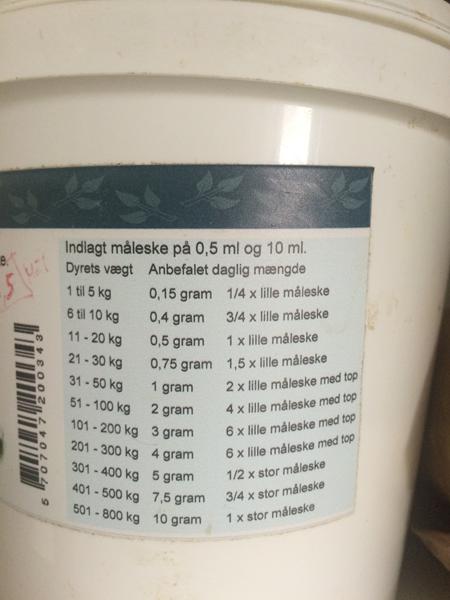 e.
Indlagt måleske på 0,5 ml og 10 ml.
Dyrets vægt Anbefalet daglig mængde
1 til 5 kg 0,15 gram 1/4 x lille måleske
6 til 10 kg 0,4 gram 3/4 x lille måleske
11 - 20 kg 0,5 gram 1 x lille måleske
21 - 30 kg 0,75 gram 1,5 x lille måleske
31 - 50 kg 1 gram 2 x lille måleske med top
51 - 100 kg 2 gram 4 x lille måleske med top
101 - 200 kg 3 gram 6 x lille måleske med top
201 - 300 kg 4 gram 6 x lille måleske med top
301 - 400 kg 5 gram 1/2 x stor måleske
401 - 500 kg 7,5 gram 3/4 x stor måleske
501 - 800 kg 10 gram 1 x stor måleske
5 707047 200343